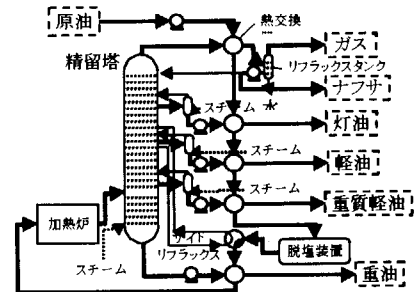 原油
熱交換
ガス
精留塔
リフラックスタンク
ナフサ
スチーム
水
灯油
スチーム
軽油
スチーム
重質軽油
加熱炉
サイド
リフラックス
脱塩装置
スチーム
重油